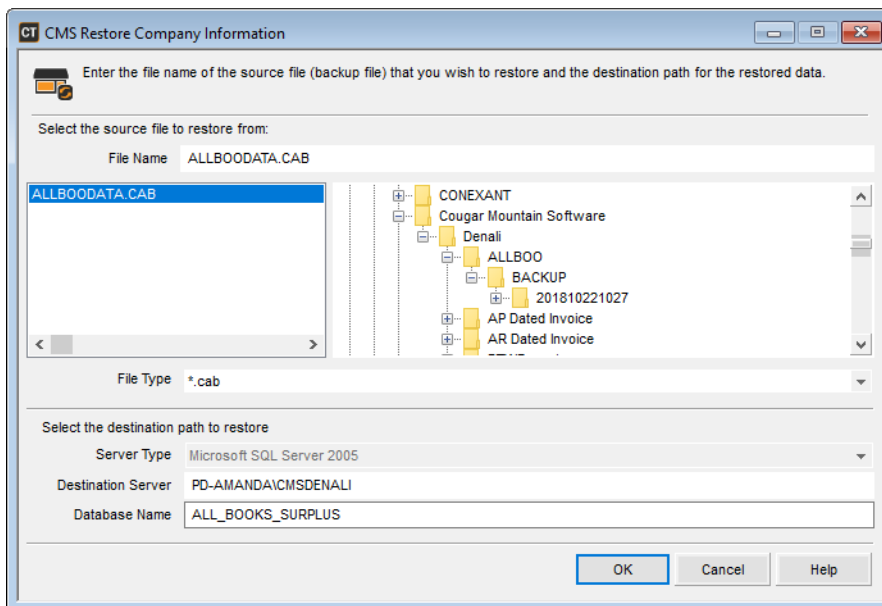 CT CMS Restore Company Information
Enter the file name of the source file (backup file) that you wish to restore and the destination path for the restored data.
Select the source file to restore from:
File Name ALLBOODATA.CAB
ALLBOODATA.CAB
CONEXANT
Cougar Mountain Software
Denali
ALLBOO
BACKUP
201810221027
AP Dated Invoice
AR Dated Invoice
File Type *.cab
Select the destination path to restore
Server Type Microsoft SQL Server 2005
Destination Server PD-AMANDA\CMSDENALI
Database Name ALL_BOOKS_SURPLUS
OK Cancel Help